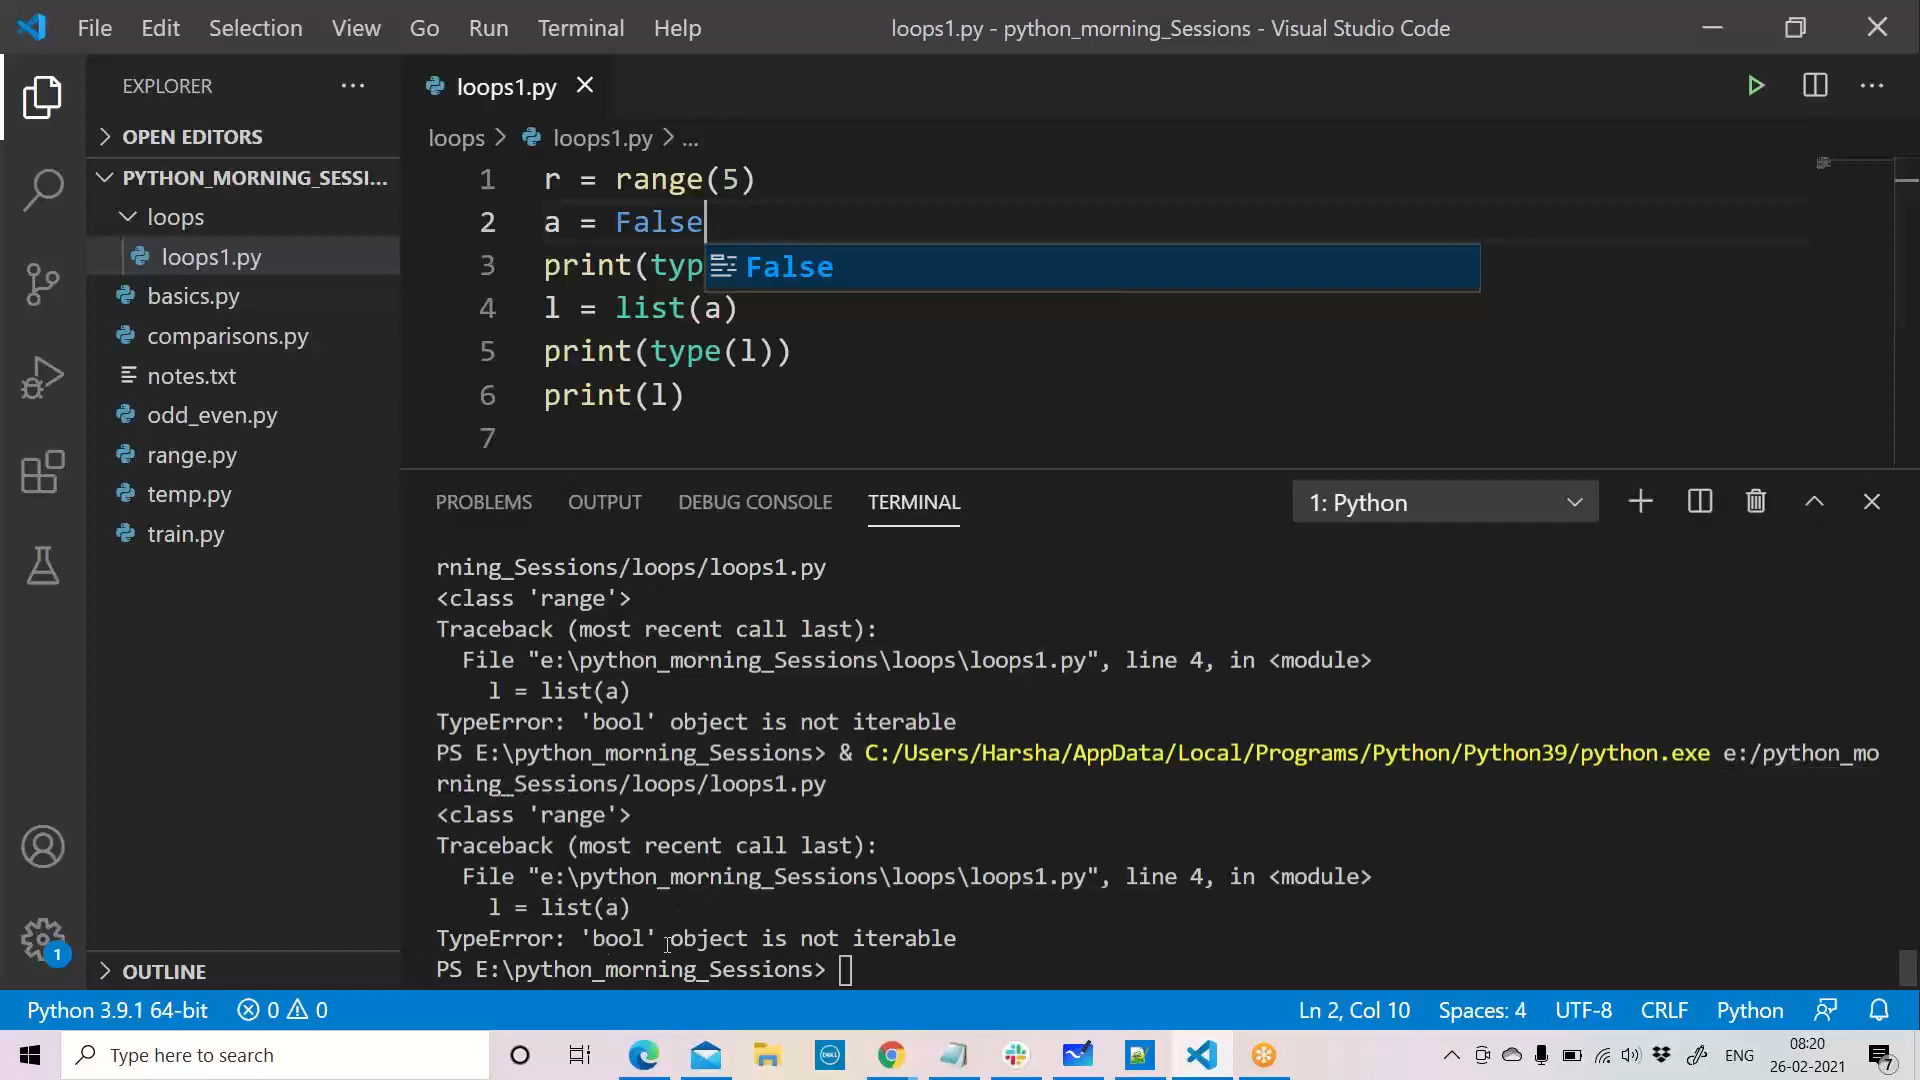 File Edit Selection View Go Run Terminal Help
loops1.py - python_morning_Sessions - Visual Studio Code
EXPLORER
OPEN EDITORS
PYTHON_MORNING_SESSI...
loops
loops1.py
basics.py
comparisons.py
notes.txt
odd_even.py
range.py
temp.py
train.py
OUTLINE
loops1.py
loops > loops1.py > ...
1 r = range(5)
2 a = False
False
3 print(typ
4 l = list(a)
5 print(type(l))
6 print(l)
7
PROBLEMS OUTPUT DEBUG CONSOLE TERMINAL
1: Python
rning_Sessions/loops/loops1.py
<class 'range'>
Traceback (most recent call last):
File "e:\python_morning_Sessions\loops\loops1.py", line 4, in <module>
l = list(a)
TypeError: 'bool' object is not iterable
PS E:\python_morning_Sessions> & C:/Users/Harsha/AppData/Local/Programs/Python/Python39/python.exe e:/python_mo
rning_Sessions/loops/loops1.py
<class 'range'>
Traceback (most recent call last):
File "e:\python_morning_Sessions\loops\loops1.py", line 4, in <module>
l = list(a)
TypeError: 'bool' object is not iterable
PS E:\python_morning_Sessions>
1
Python 3.9.1 64-bit 0 0
Ln 2, Col 10 Spaces: 4 UTF-8 CRLF Python
Type here to search
DELL
ENG
08:20
26-02-2021
7